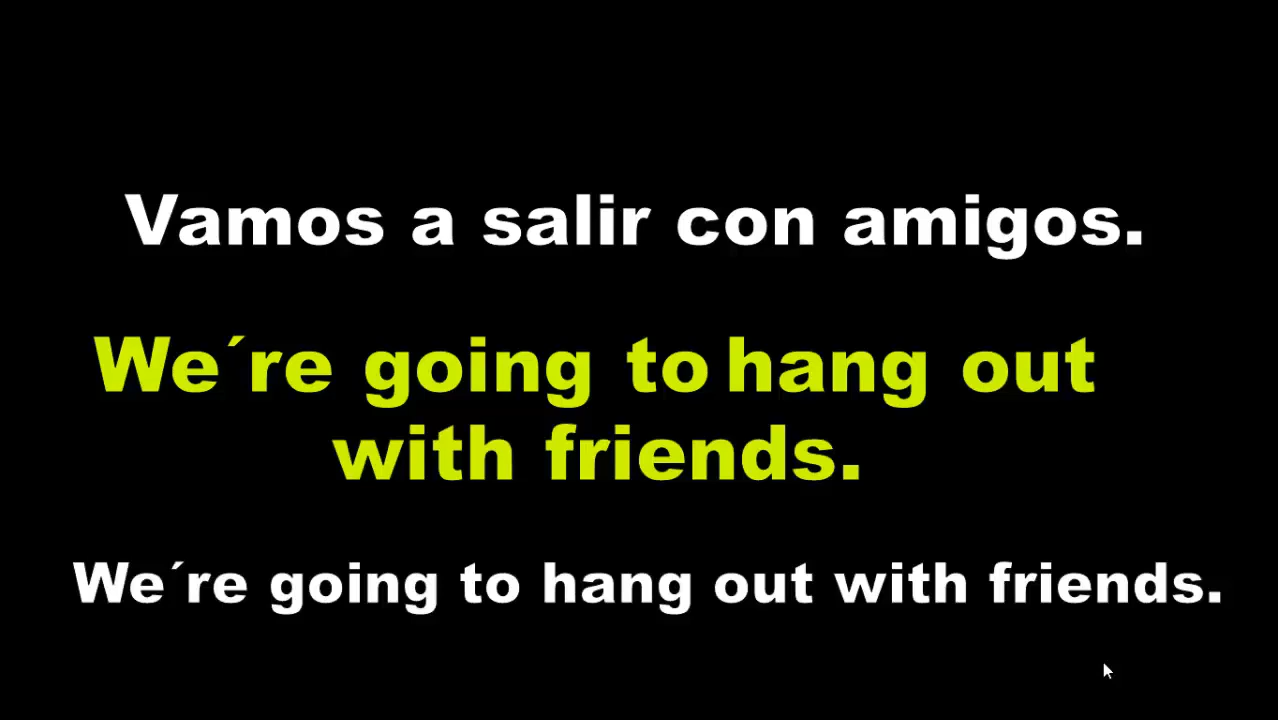 Vamos a salir con amigos.
We´re going to hang out
with friends.
We´re going to hang out with friends.